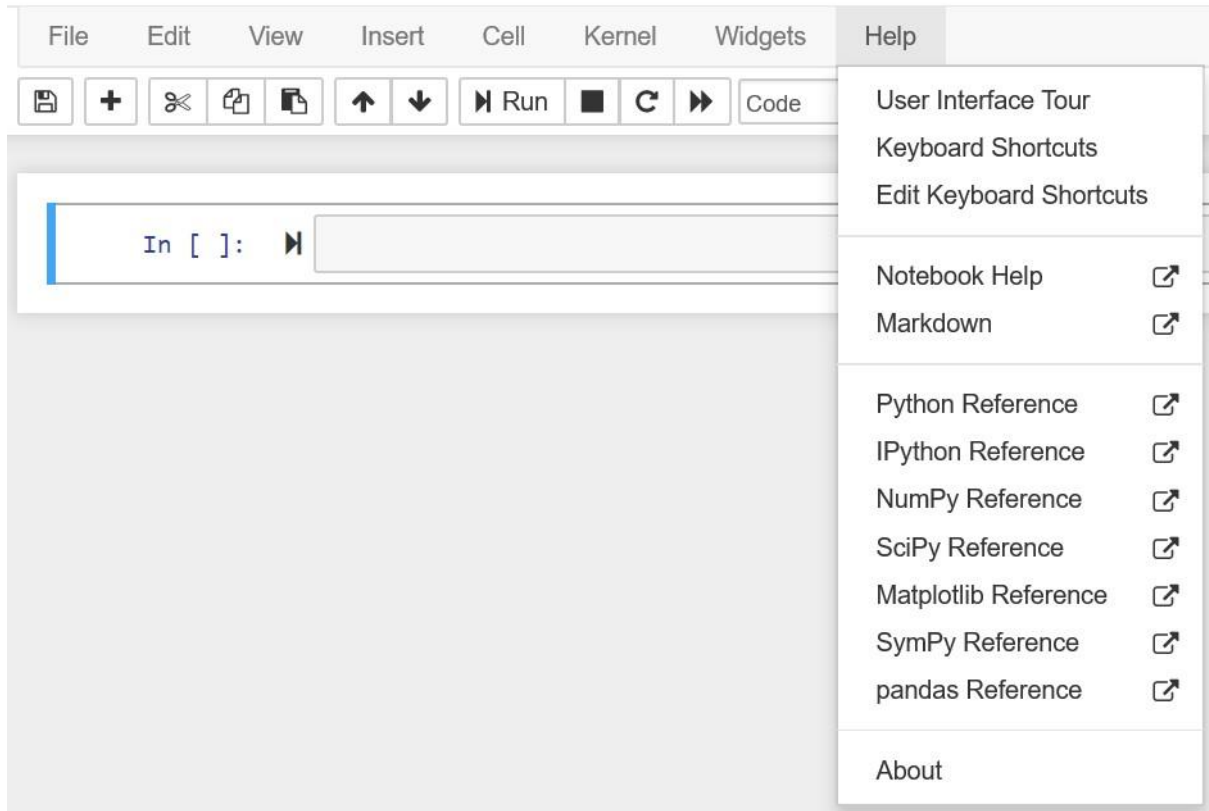 File Edit View Insert Cell Kernel Widgets Help
Run Code
In [ ]:
User Interface Tour
Keyboard Shortcuts
Edit Keyboard Shortcuts
Notebook Help
Markdown
Python Reference
IPython Reference
NumPy Reference
SciPy Reference
Matplotlib Reference
SymPy Reference
pandas Reference
About